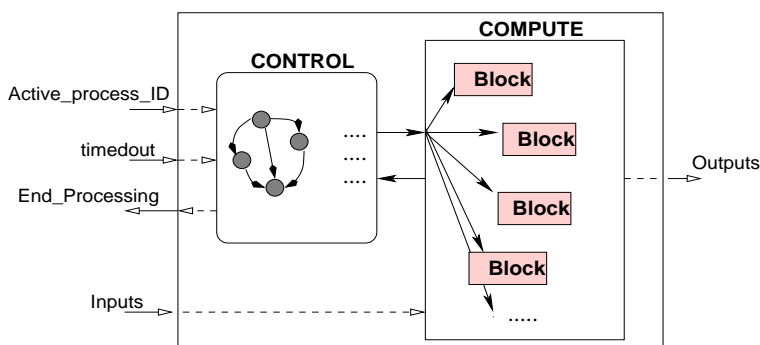 COMPUTE
CONTROL
Block
Active_process_ID
....
Block
timedout
....
Outputs
....
End_Processing
Block
Block
Inputs
.....